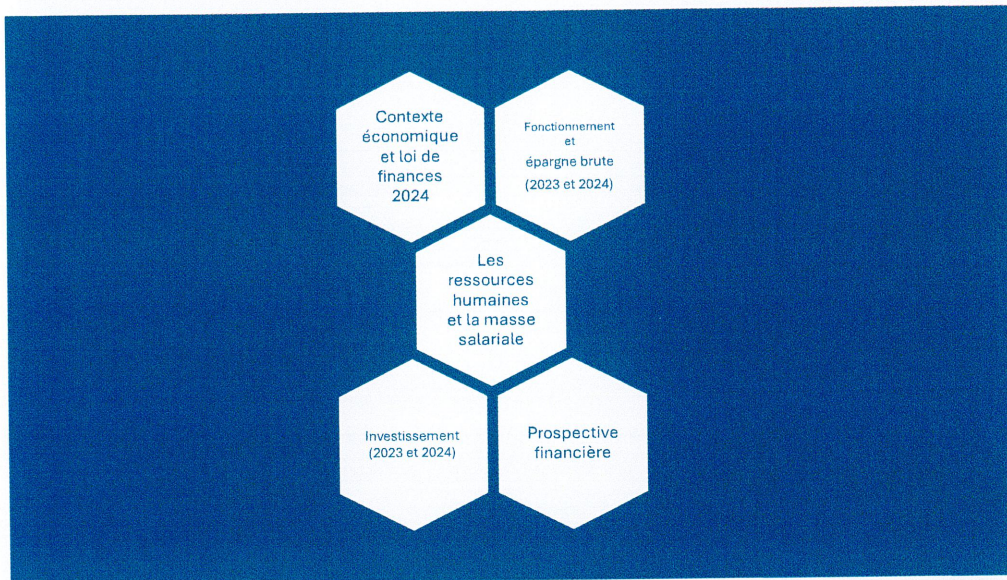 Contexte
économique
et loi de
finances
2024
Fonctionnement
et
épargne brute
(2023 et 2024)
Les
ressources
humaines
et la masse
salariale
Investissement
(2023 et 2024)
Prospective
financière